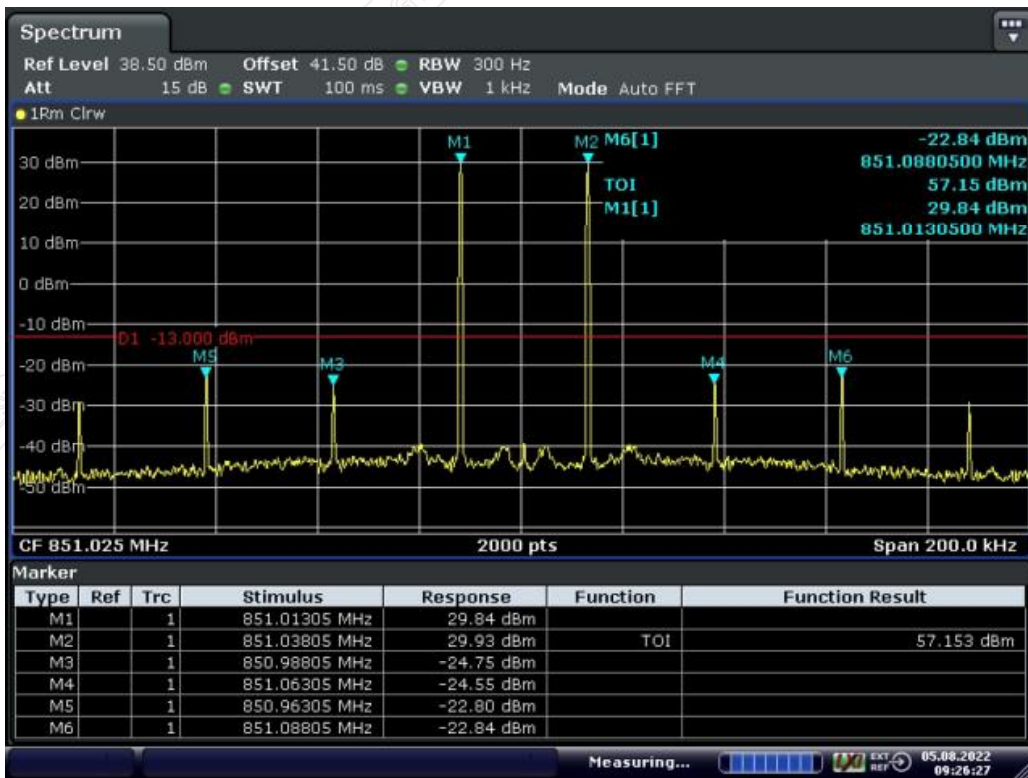 Spectrum
Ref Level 38.50 dBm Offset 41.50 dB RBW 300 Hz
Att 15 dB SWT 100 ms VBW 1 kHz Mode Auto FFT
1Rm Clrw
M1 M2 M6[1] -22.84 dBm
851.0880500 MHz
30 dBm
TOI 57.15 dBm
20 dBm
M1[1] 29.84 dBm
851.0130500 MHz
10 dBm
0 dBm
-10 dBm
D1 -13.000 dBm
M5 M3 M4 M6
-20 dBm
-30 dBm
-40 dBm
-50 dBm
CF 851.025 MHz 2000 pts Span 200.0 kHz
Marker
Type Ref Trc Stimulus Response Function Function Result
M1 1 851.01305 MHz 29.84 dBm
M2 1 851.03805 MHz 29.93 dBm TOI 57.153 dBm
M3 1 850.98805 MHz -24.75 dBm
M4 1 851.06305 MHz -24.55 dBm
M5 1 850.96305 MHz -22.80 dBm
M6 1 851.08805 MHz -22.84 dBm
Measuring... LXI EXT REF 05.08.2022
09:26:27